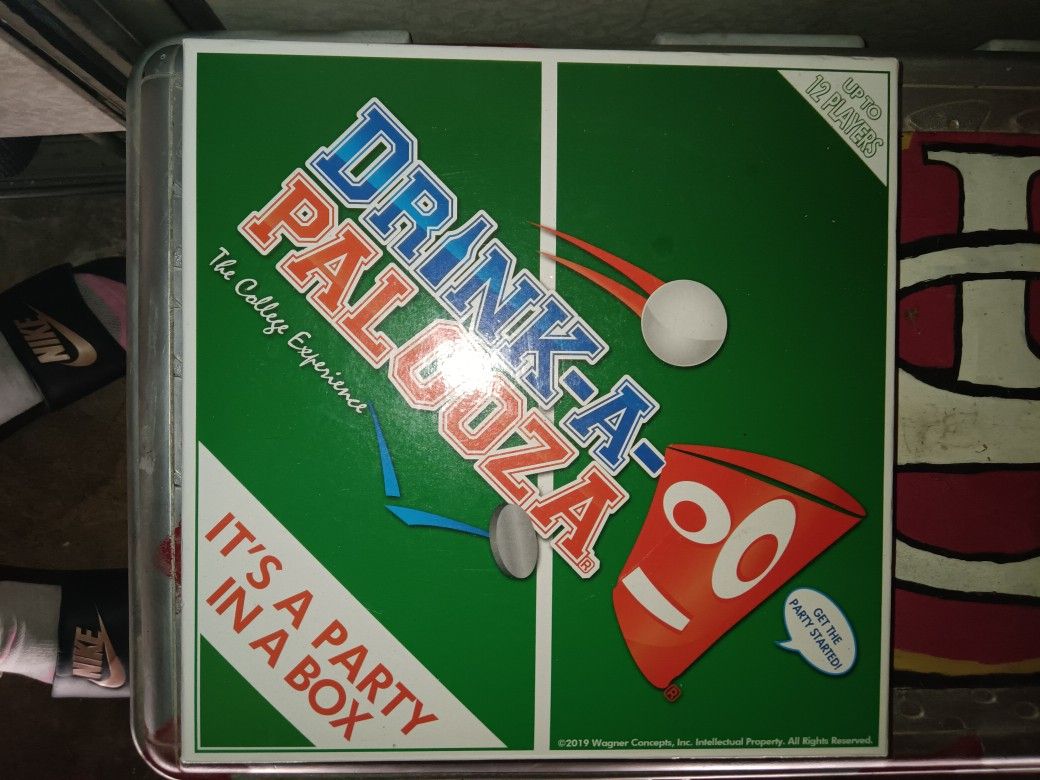 UP TO
12 PLAYERS
DRINK-A-
PALOOZA®
The College Experience
GET THE
PARTY STARTED!
®
IT'S A PARTY
IN A BOX
©2019 Wagner Concepts, Inc. Intellectual Property. All Rights Reserved.
NIKE
NIKE